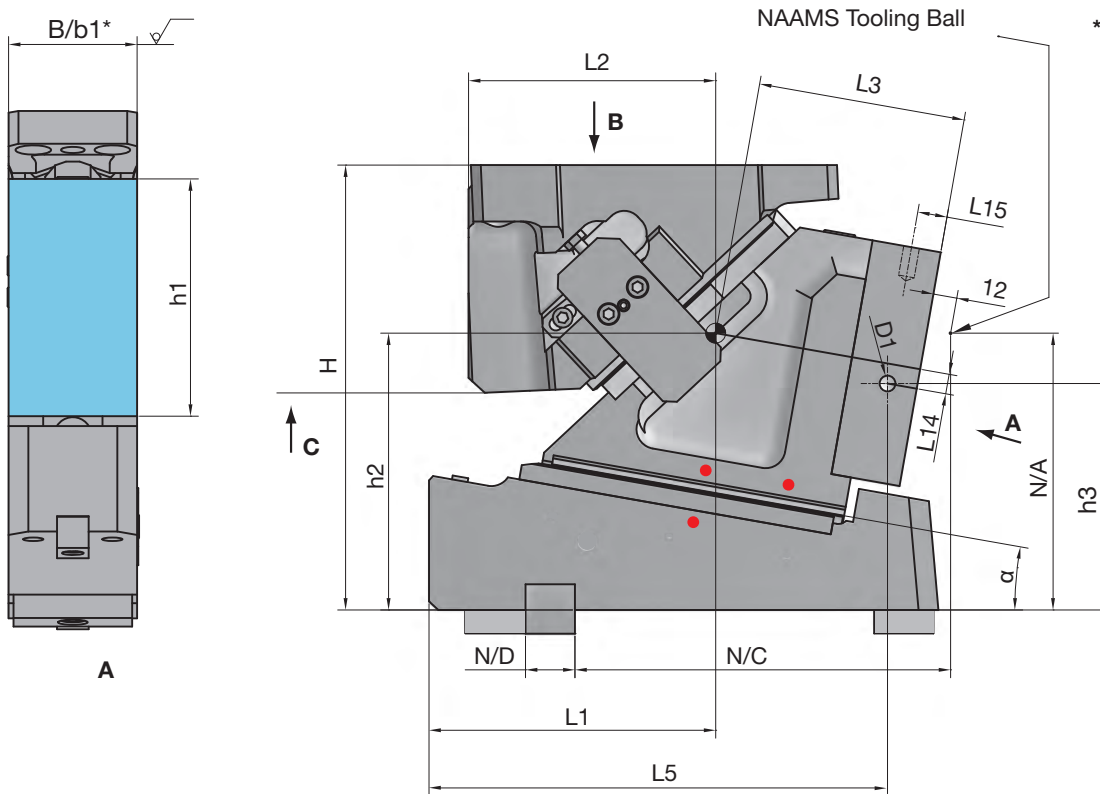 B/b1*
NAAMS Tooling Ball
*
L2
L3
B
L15
h1
12
H
D1
C
L14
A
h2
N/A
h3
α
N/D
N/C
A
L1
L5